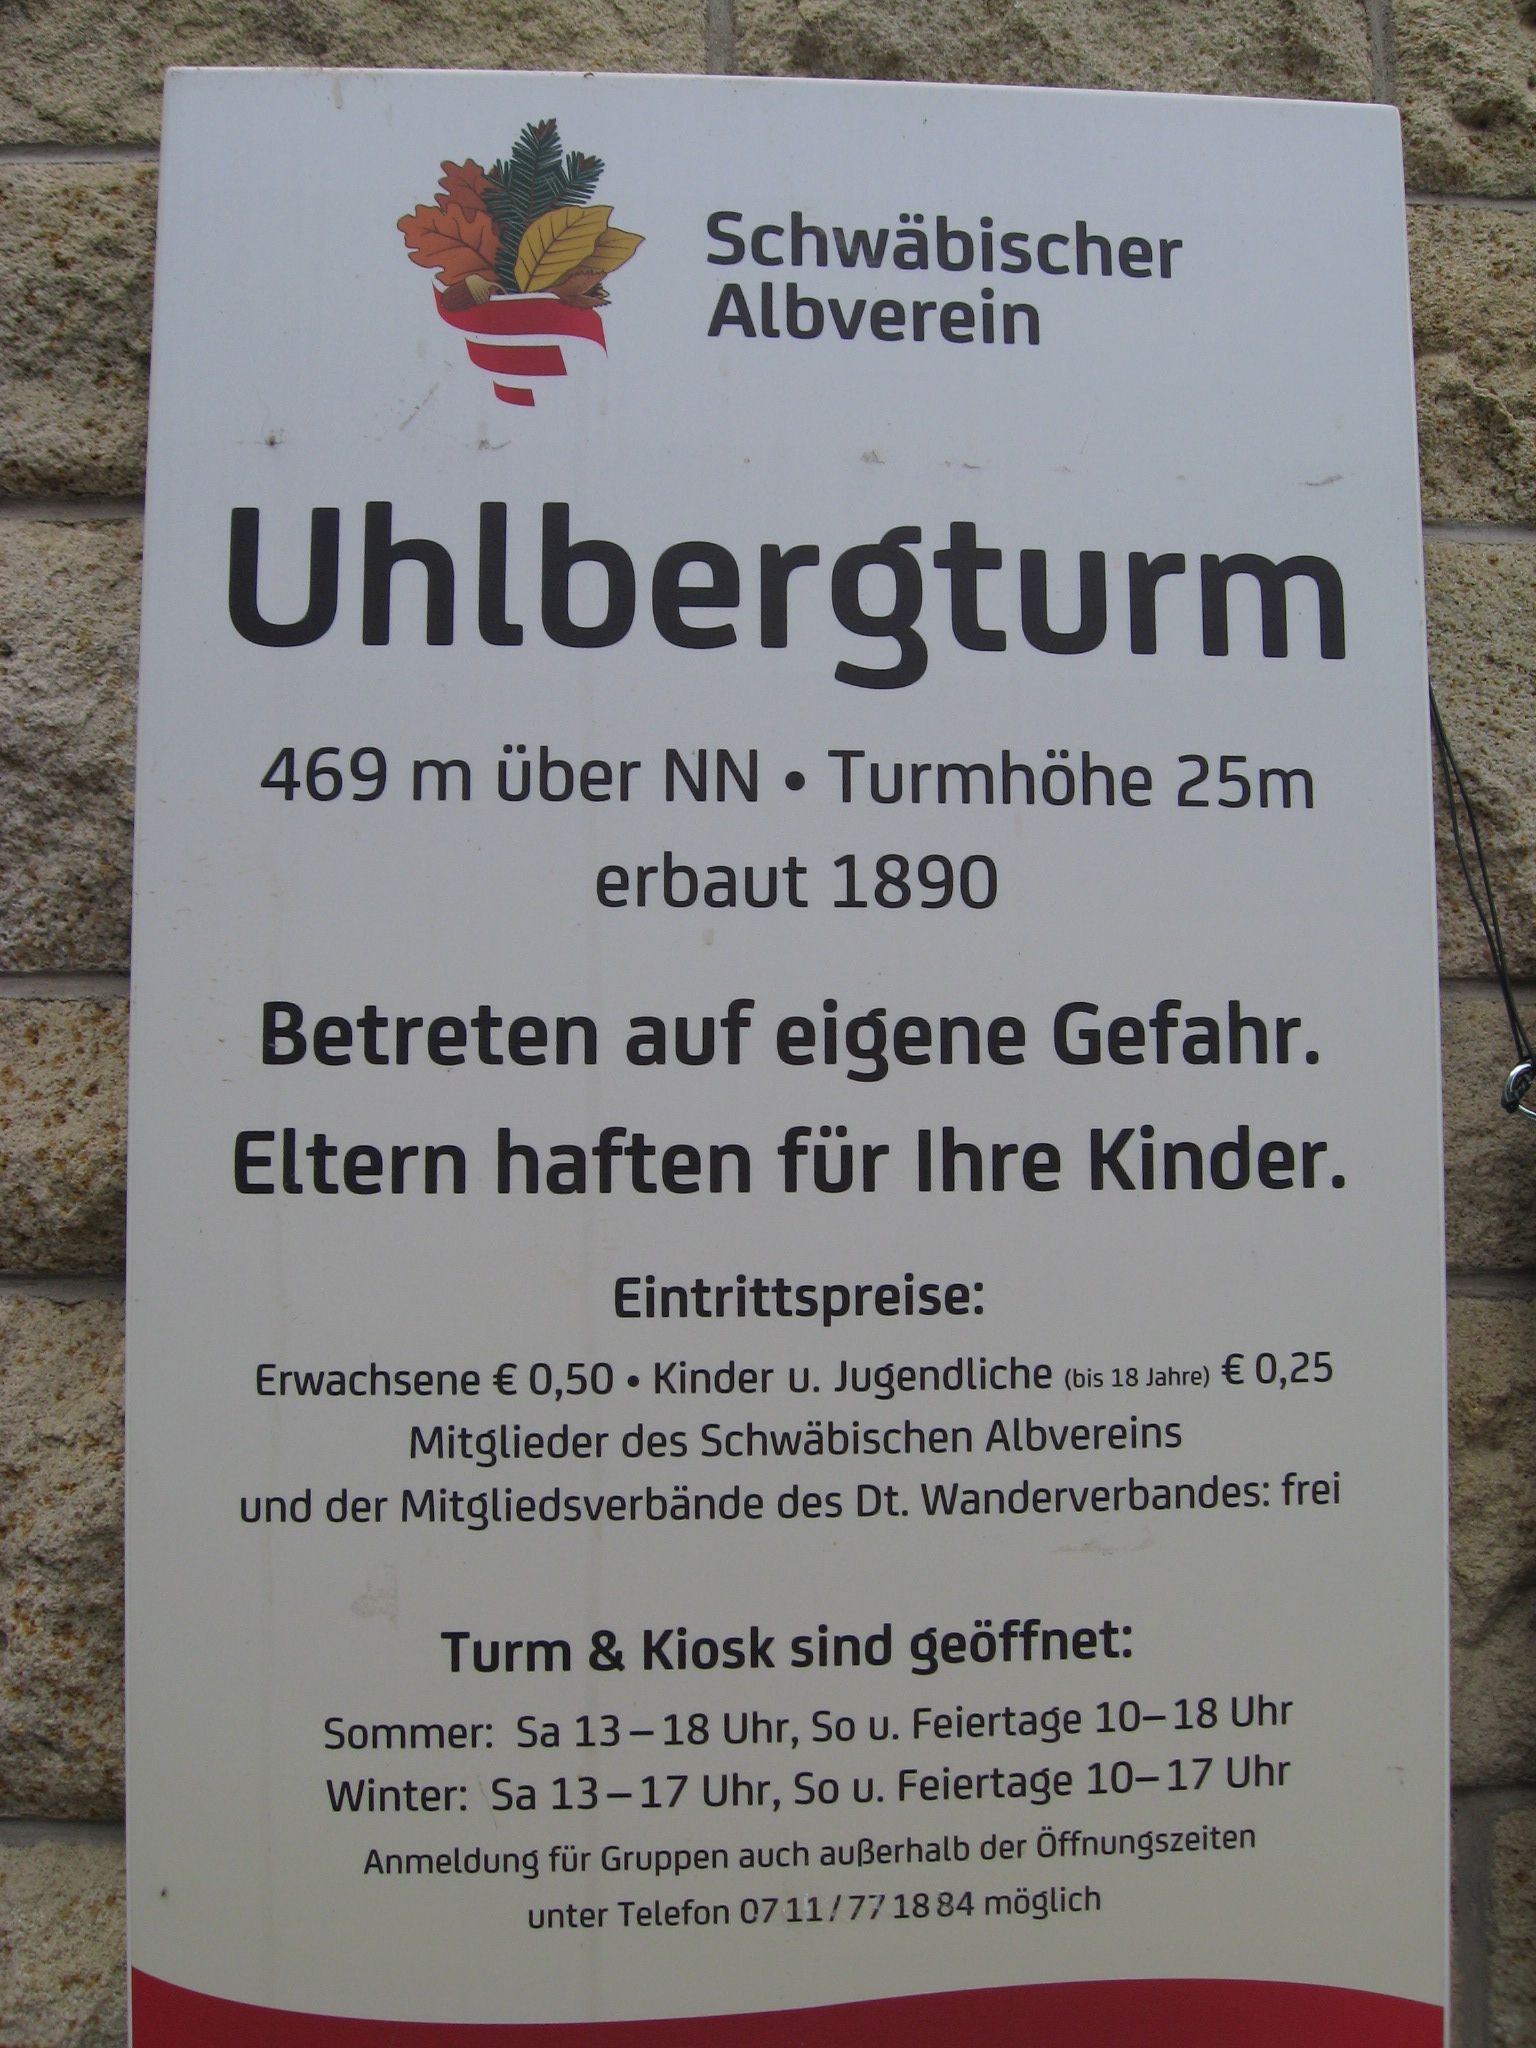 Schwäbischer
Albverein
Uhlbergturm
469 m über NN • Turmhöhe 25m
erbaut 1890
Betreten auf eigene Gefahr.
Eltern haften für Ihre Kinder.
Eintrittspreise:
Erwachsene € 0,50 • Kinder u. Jugendliche (bis 18 Jahre) € 0,25
Mitglieder des Schwäbischen Albvereins
und der Mitgliedsverbände des Dt. Wanderverbandes: frei
Turm & Kiosk sind geöffnet:
Sommer: Sa 13–18 Uhr, So u. Feiertage 10–18 Uhr
Winter: Sa 13–17 Uhr, So u. Feiertage 10–17 Uhr
Anmeldung für Gruppen auch außerhalb der Öffnungszeiten
unter Telefon 07 11 / 77 18 84 möglich